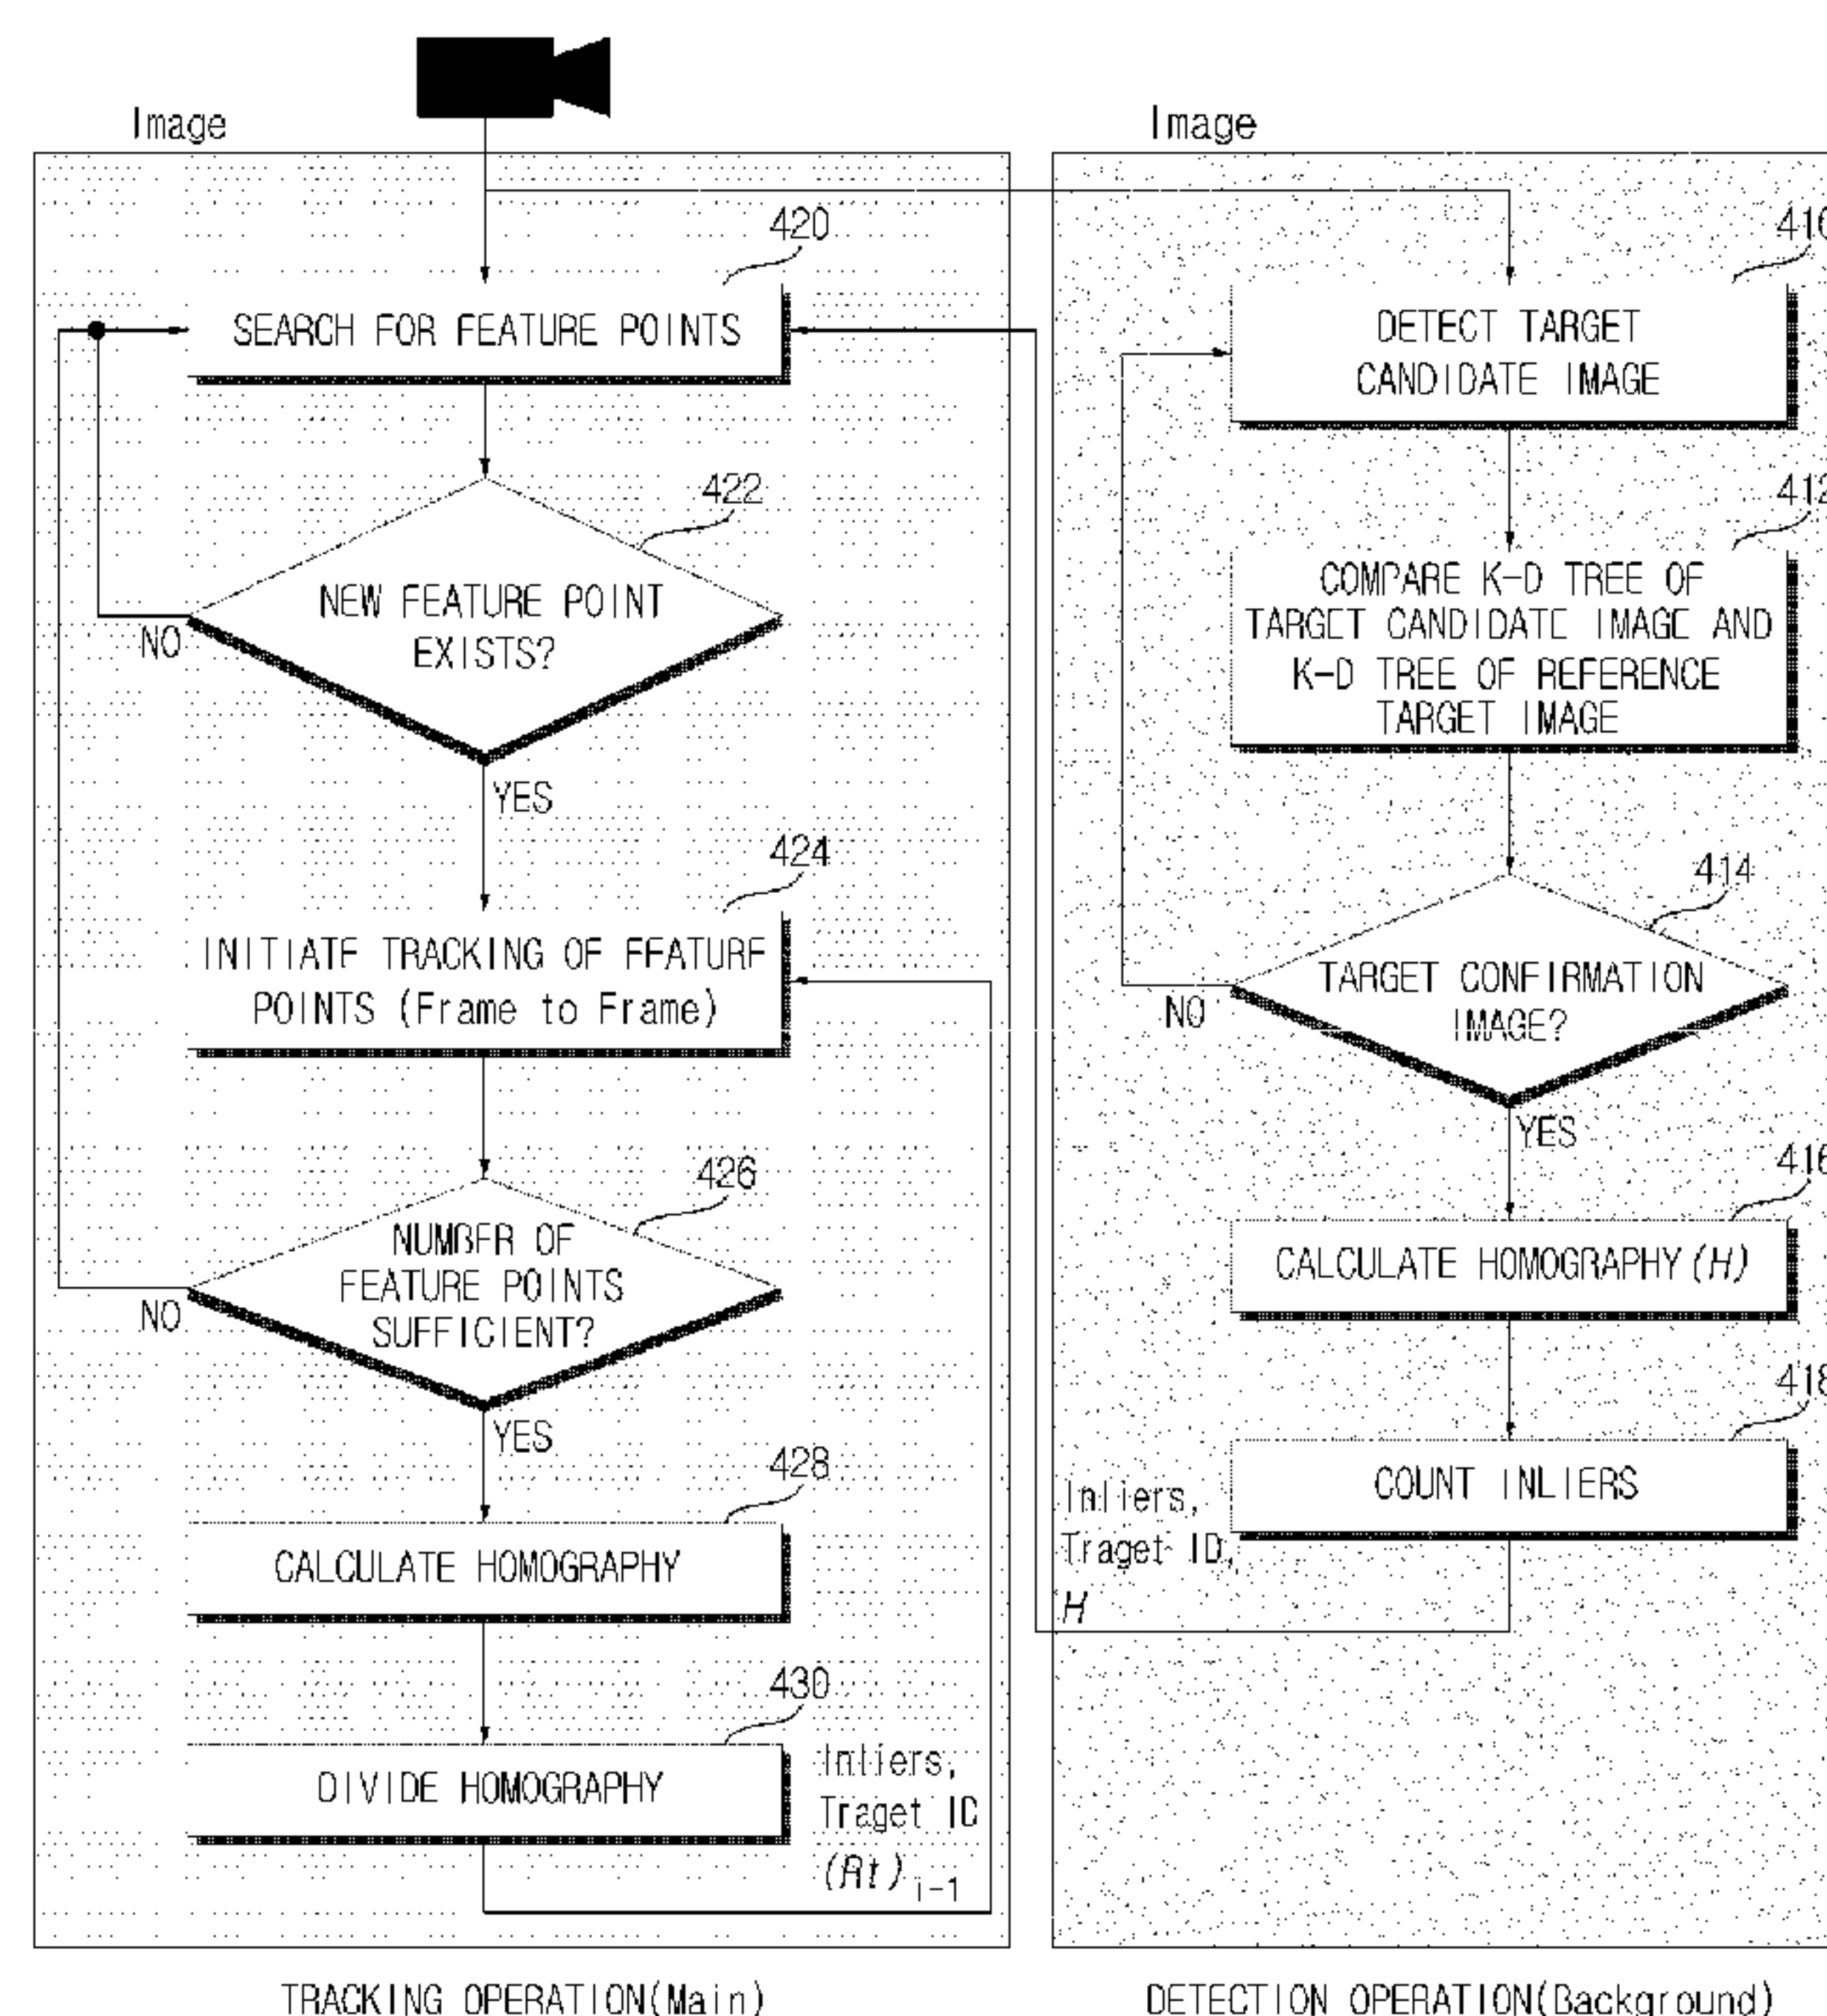 Image
420
SEARCH FOR FEATURE POINTS
422
NEW FEATURE POINT
EXISTS?
NO
YES
424
INITIATE TRACKING OF FEATURE
POINTS (Frame to Frame)
426
NUMBER OF
FEATURE POINTS
SUFFICIENT?
NO
YES
428
CALCULATE HOMOGRAPHY
430
DIVIDE HOMOGRAPHY
Inliers,
Traget ID
(Rt) i-1
TRACKING OPERATION(Main)
Image
410
DETECT TARGET
CANDIDATE IMAGE
412
COMPARE K-D TREE OF
TARGET CANDIDATE IMAGE AND
K-D TREE OF REFERENCE
TARGET IMAGE
414
TARGET CONFIRMATION
IMAGE?
NO
YES
416
CALCULATE HOMOGRAPHY(H)
418
COUNT INLIERS
Inliers,
Traget ID,
H
DETECTION OPERATION(Background)